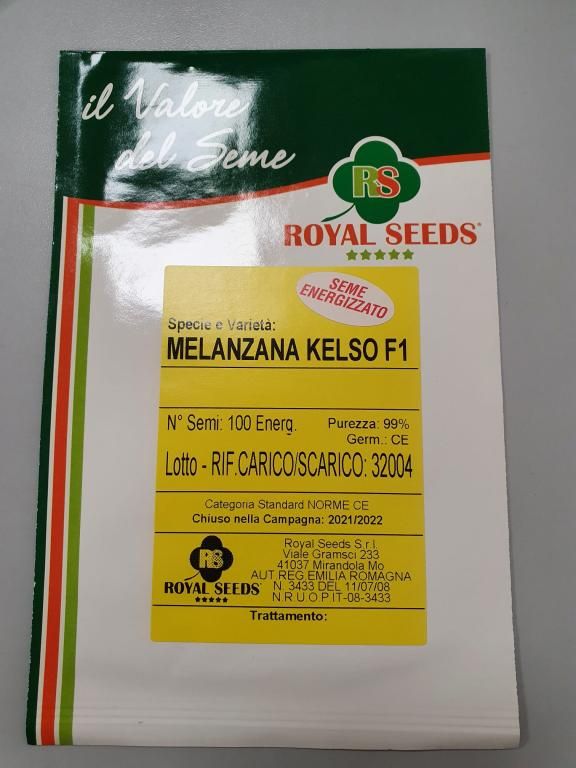 il Valore
del Seme
RS
ROYAL SEEDS®
SEME
ENERGIZZATO
Specie e Varietà:
MELANZANA KELSO F1
N° Semi: 100 Energ.
Purezza: 99%
Germ.: CE
Lotto - RIF.CARICO/SCARICO: 32004
Categoria Standard NORME CE
Chiuso nella Campagna: 2021/2022
RS
ROYAL SEEDS
Royal Seeds S.r.l.
Viale Gramsci 233
41037 Mirandola Mo
AUT.REG.EMILIA ROMAGNA
N. 3433 DEL 11/07/08
N.R.U.O.P.IT-08-3433
Trattamento: